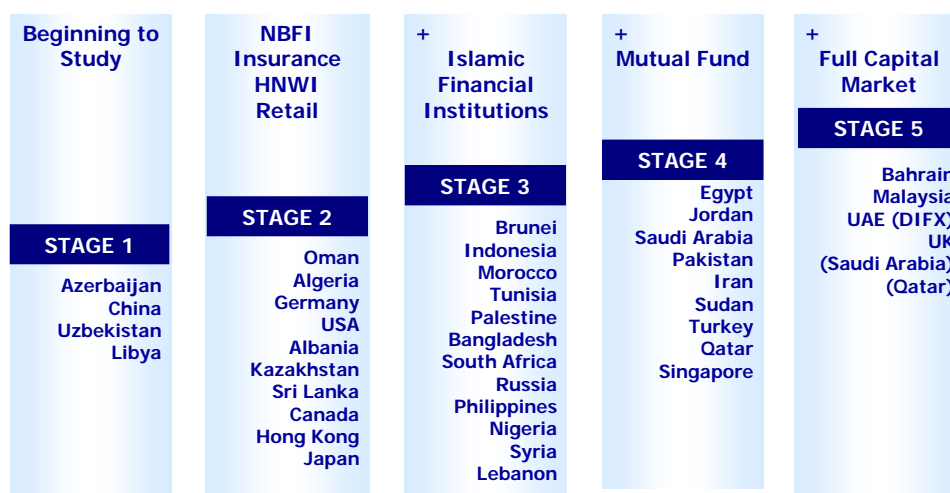 Beginning to
Study
STAGE 1
Azerbaijan
China
Uzbekistan
Libya
NBFI
Insurance
HNWI
Retail
STAGE 2
Oman
Algeria
Germany
USA
Albania
Kazakhstan
Sri Lanka
Canada
Hong Kong
Japan
+
Islamic
Financial
Institutions
STAGE 3
Brunei
Indonesia
Morocco
Tunisia
Palestine
Bangladesh
South Africa
Russia
Philippines
Nigeria
Syria
Lebanon
+
Mutual Fund
STAGE 4
Egypt
Jordan
Saudi Arabia
Pakistan
Iran
Sudan
Turkey
Qatar
Singapore
+
Full Capital
Market
STAGE 5
Bahrain
Malaysia
UAE (DIFX)
UK
(Saudi Arabia)
(Qatar)